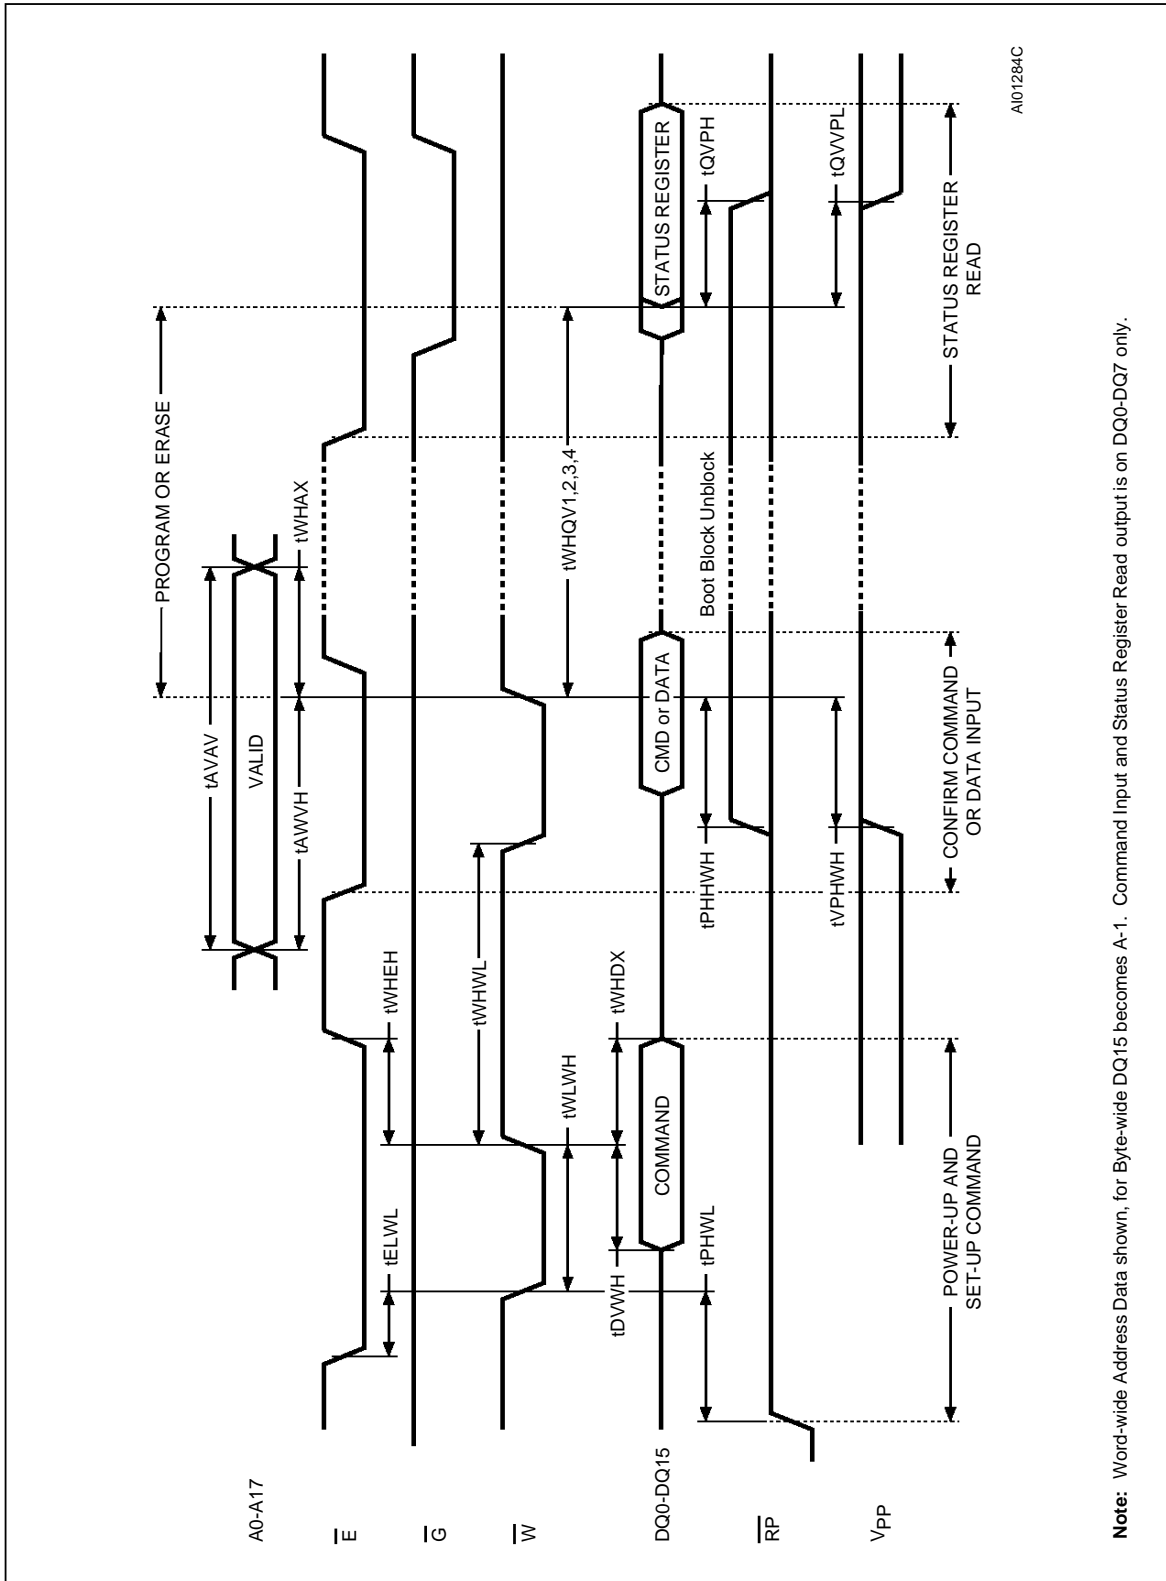 PROGRAM OR ERASE
tAVAV
A0-A17
VALID
tAWVH
tWHAX
E
tELWL
tWHEH
G
tWHWL
W
tWLWH
tWHQV1,2,3,4
tDVWH
tWHDX
DQ0-DQ15
COMMAND
CMD or DATA
STATUS REGISTER
tPHWL
tPHHWH
Boot Block Unblock
tQVPH
RP
tVPHWH
tQVVPL
VPP
POWER-UP AND
SET-UP COMMAND
CONFIRM COMMAND
OR DATA INPUT
STATUS REGISTER
READ
AI01284C
Note: Word-wide Address Data shown, for Byte-wide DQ15 becomes A-1. Command Input and Status Register Read output is on DQ0-DQ7 only.